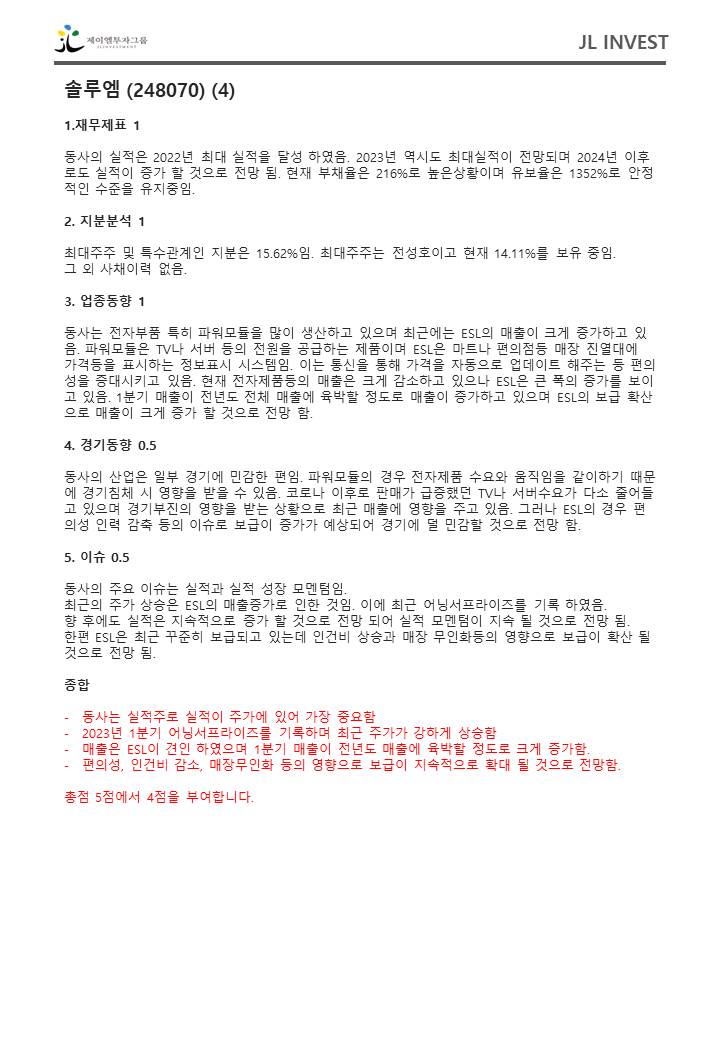 제이엘투자그룹
JLINVESTMENT
JL INVEST
솔루엠 (248070) (4)
1.재무제표 1
동사의 실적은 2022년 최대 실적을 달성 하였음. 2023년 역시도 최대실적이 전망되며 2024년 이후
로도 실적이 증가 할 것으로 전망 됨. 현재 부채율은 216%로 높은상황이며 유보율은 1352%로 안정
적인 수준을 유지중임.
2. 지분분석 1
최대주주 및 특수관계인 지분은 15.62%임. 최대주주는 전성호이고 현재 14.11%를 보유 중임.
그 외 사채이력 없음.
3. 업종동향 1
동사는 전자부품 특히 파워모듈을 많이 생산하고 있으며 최근에는 ESL의 매출이 크게 증가하고 있
음. 파워모듈은 TV나 서버 등의 전원을 공급하는 제품이며 ESL은 마트나 편의점등 매장 진열대에
가격등을 표시하는 정보표시 시스템임. 이는 통신을 통해 가격을 자동으로 업데이트 해주는 등 편의
성을 증대시키고 있음. 현재 전자제품등의 매출은 크게 감소하고 있으나 ESL은 큰 폭의 증가를 보이
고 있음. 1분기 매출이 전년도 전체 매출에 육박할 정도로 매출이 증가하고 있으며 ESL의 보급 확산
으로 매출이 크게 증가 할 것으로 전망 함.
4. 경기동향 0.5
동사의 산업은 일부 경기에 민감한 편임. 파워모듈의 경우 전자제품 수요와 움직임을 같이하기 때문
에 경기침체 시 영향을 받을 수 있음. 코로나 이후로 판매가 급증했던 TV나 서버수요가 다소 줄어들
고 있으며 경기부진의 영향을 받는 상황으로 최근 매출에 영향을 주고 있음. 그러나 ESL의 경우 편
의성 인력 감축 등의 이슈로 보급이 증가가 예상되어 경기에 덜 민감할 것으로 전망 함.
5. 이슈 0.5
동사의 주요 이슈는 실적과 실적 성장 모멘텀임.
최근의 주가 상승은 ESL의 매출증가로 인한 것임. 이에 최근 어닝서프라이즈를 기록 하였음.
향 후에도 실적은 지속적으로 증가 할 것으로 전망 되어 실적 모멘텀이 지속 될 것으로 전망 됨.
한편 ESL은 최근 꾸준히 보급되고 있는데 인건비 상승과 매장 무인화등의 영향으로 보급이 확산 될
것으로 전망 됨.
종합
- 동사는 실적주로 실적이 주가에 있어 가장 중요함
- 2023년 1분기 어닝서프라이즈를 기록하며 최근 주가가 강하게 상승함
- 매출은 ESL이 견인 하였으며 1분기 매출이 전년도 매출에 육박할 정도로 크게 증가함.
- 편의성, 인건비 감소, 매장무인화 등의 영향으로 보급이 지속적으로 확대 될 것으로 전망함.
총점 5점에서 4점을 부여합니다.